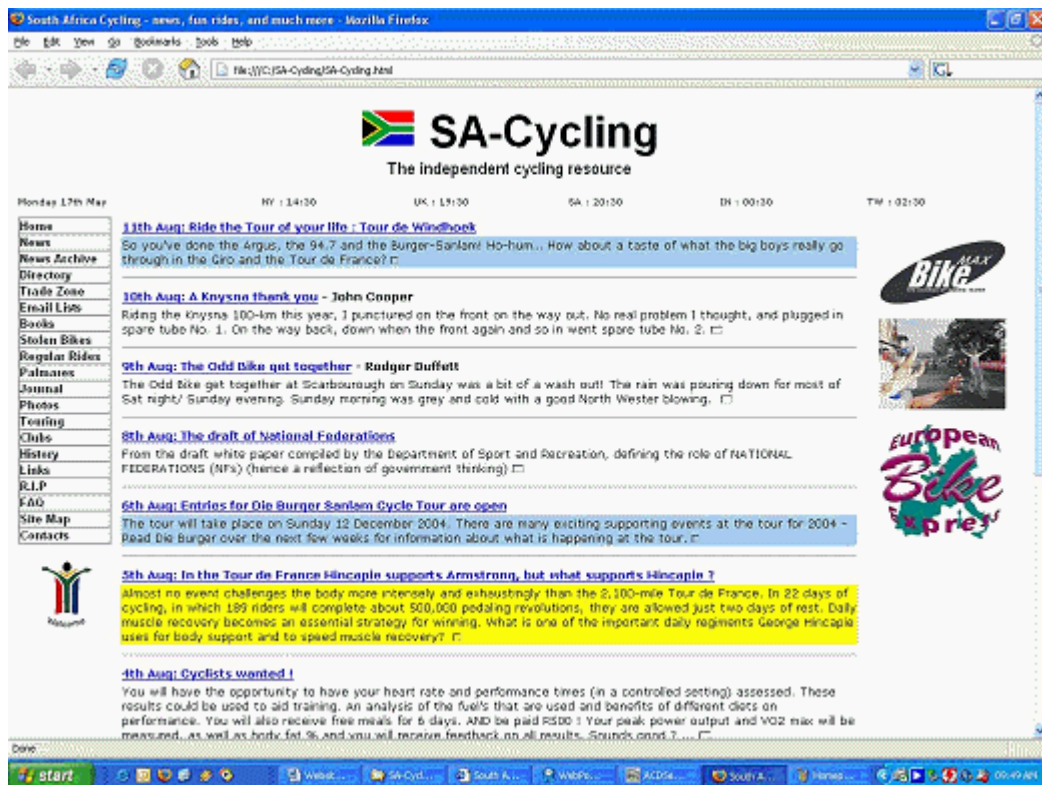 South Africa Cycling - news, fun rides, and much more - Mozilla Firefox
File Edit View Go Bookmarks Tools Help
file:///C:/SA-Cycling/SA-Cycling.html
SA-Cycling
The independent cycling resource
Monday 17th May NY : 14:30 UK : 19:30 SA : 20:30 IN : 00:30 TW : 02:30
Home
News
News Archive
Directory
Trade Zone
Email Lists
Books
Stolen Bikes
Regular Rides
Palmares
Journal
Photos
Touring
Clubs
History
Links
R.I.P
FAQ
Site Map
Contacts
Welcome
11th Aug: Ride the Tour of your life : Tour de Windhoek
So you've done the Argus, the 94.7 and the Burger-Sanlam! Ho-hum... How about a taste of what the big boys really go
through in the Giro and the Tour de France?
10th Aug: A Knysna thank you - John Cooper
Riding the Knysna 100-km this year, I punctured on the front on the way out. No real problem I thought, and plugged in
spare tube No. 1. On the way back, down when the front again and so in went spare tube No. 2.
9th Aug: The Odd Bike get together - Rodger Duffett
The Odd Bike get together at Scarbourough on Sunday was a bit of a wash out!! The rain was pouring down for most of
Sat night/ Sunday evening. Sunday morning was grey and cold with a good North Wester blowing.
8th Aug: The draft of National Federations
From the draft white paper compiled by the Department of Sport and Recreation, defining the role of NATIONAL
FEDERATIONS (NFs) (hence a reflection of government thinking)
6th Aug: Entries for Die Burger Sanlam Cycle Tour are open
The tour will take place on Sunday 12 December 2004. There are many exciting supporting events at the tour for 2004 -
Read Die Burger over the next few weeks for information about what is happening at the tour.
5th Aug: In the Tour de France Hincapie supports Armstrong, but what supports Hincapie ?
Almost no event challenges the body more intensely and exhaustingly than the 2,100-mile Tour de France. In 22 days of
cycling, in which 189 riders will complete about 500,000 pedaling revolutions, they are allowed just two days of rest. Daily
muscle recovery becomes an essential strategy for winning. What is one of the important daily regiments George Hincapie
uses for body support and to speed muscle recovery?
4th Aug: Cyclists wanted !
You will have the opportunity to have your heart rate and performance times (in a controlled setting) assessed. These
results could be used to aid training. An analysis of the fuel's that are used and benefits of different diets on
performance. You will also receive free meals for 6 days. AND be paid R500 ! Your peak power output and VO2 max will be
measured, as well as body fat % and you will receive feedback on all results. Sounds good ? ...
Bike MAX
European
Bike
Express
Done
start Webst... SA-Cycl... South A... WebPo... ACDSe... South A... Homep... 09:49 AM